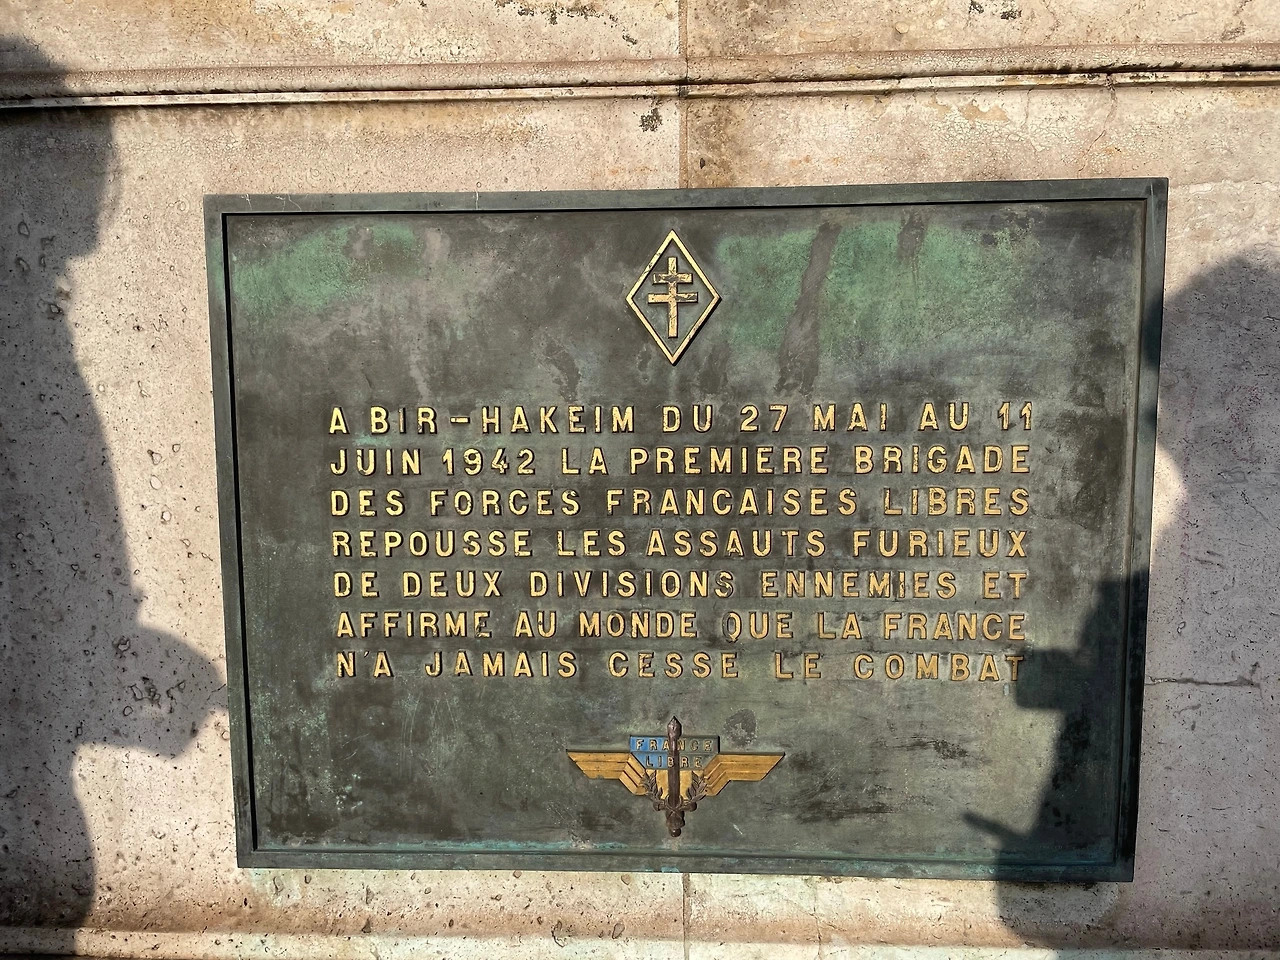 A BIR-HAKEIM DU 27 MAI AU 11
JUIN 1942 LA PREMIERE BRIGADE
DES FORCES FRANCAISES LIBRES
REPOUSSE LES ASSAUTS FURIEUX
DE DEUX DIVISIONS ENNEMIES ET
AFFIRME AU MONDE QUE LA FRANCE
N'A JAMAIS CESSE LE COMBAT
FRANCE
LIBRE